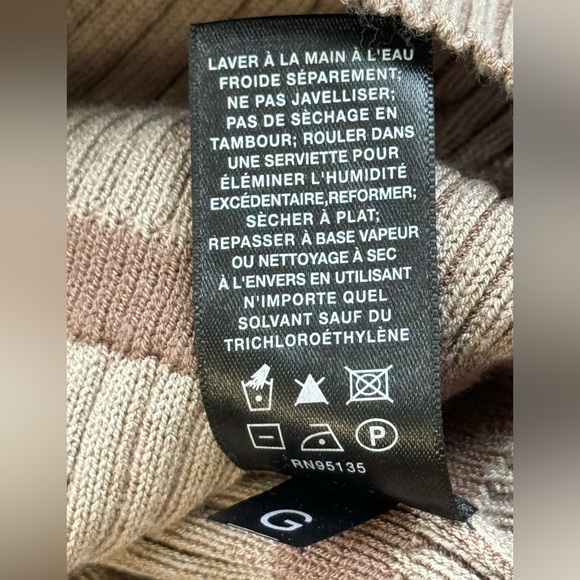 LAVER À LA MAIN À L'EAU
FROIDE SÉPAREMENT;
NE PAS JAVELLISER;
PAS DE SÈCHAGE EN
TAMBOUR; ROULER DANS
UNE SERVIETTE POUR
ÉLÉMINER L'HUMIDITÉ
EXCÉDENTAIRE,REFORMER;
SÈCHER À PLAT;
REPASSER À BASE VAPEUR
OU NETTOYAGE À SEC
À L'ENVERS EN UTILISANT
N'IMPORTE QUEL
SOLVANT SAUF DU
TRICHLOROÉTHYLÈNE
P
RN95135
G